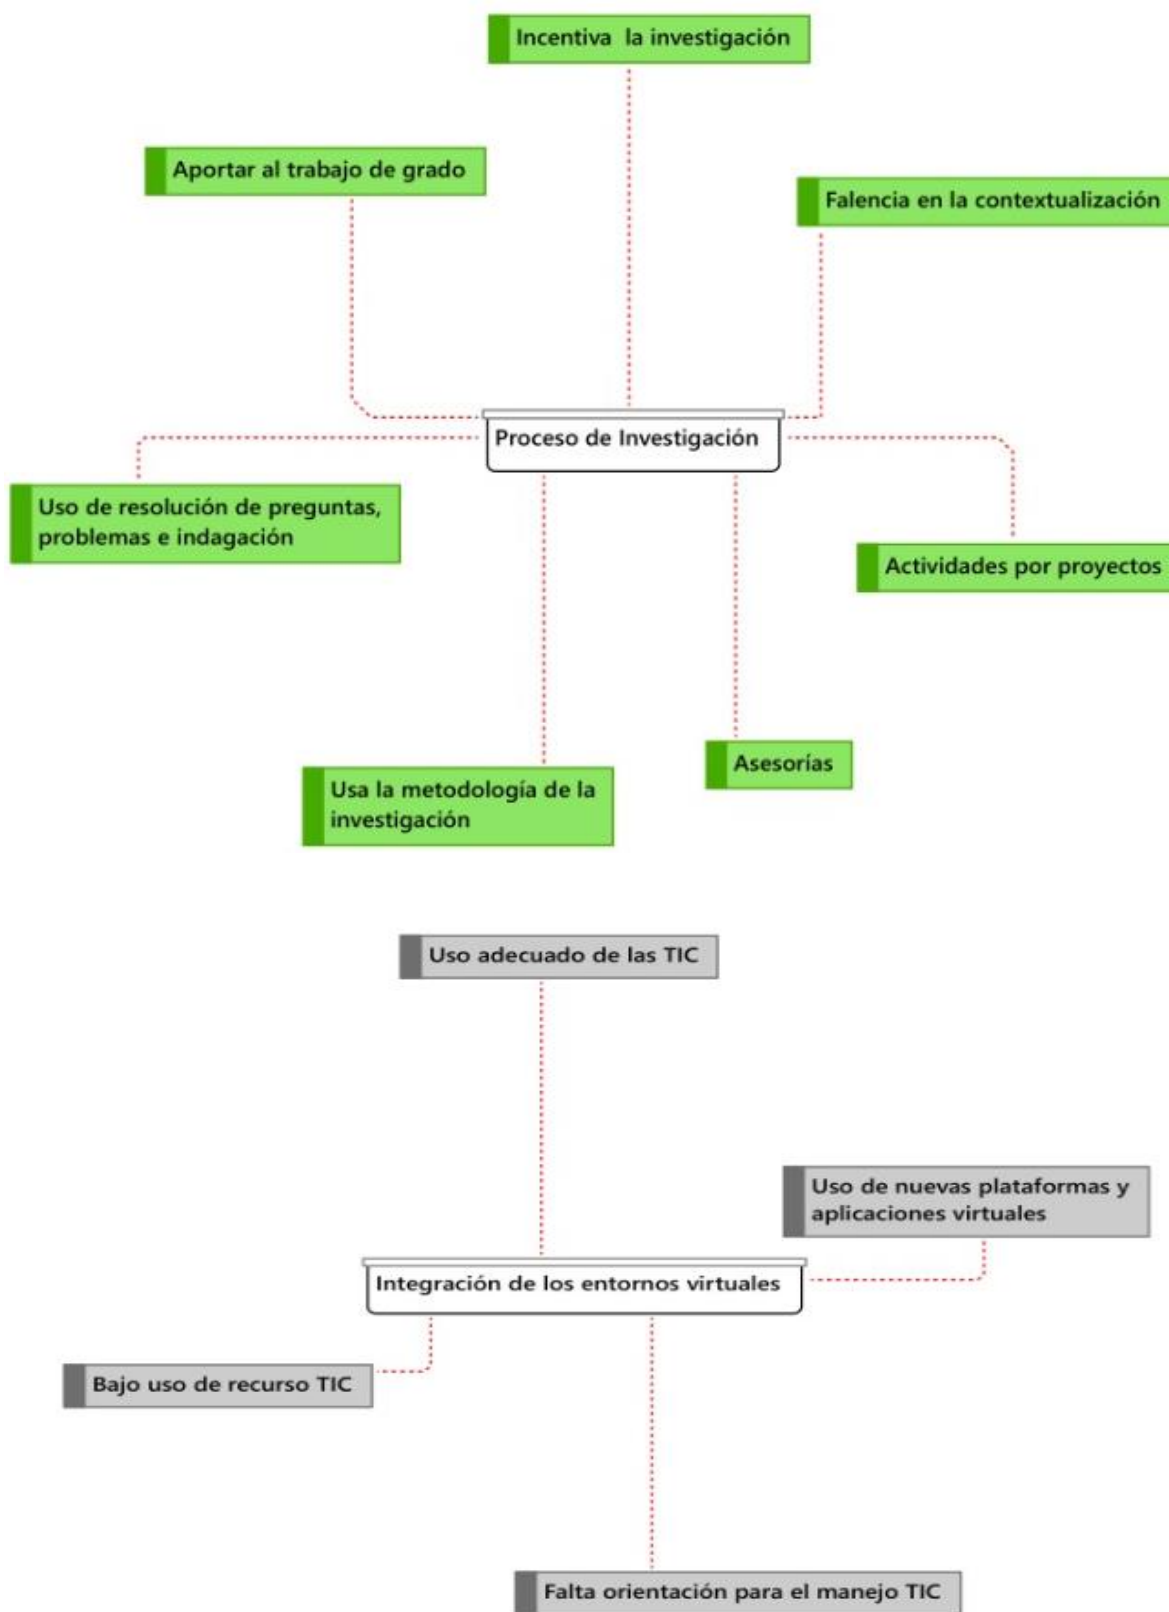 Incentiva la investigación
Aportar al trabajo de grado
Falencia en la contextualización
Proceso de Investigación
Uso de resolución de preguntas,
problemas e indagación
Actividades por proyectos
Asesorías
Usa la metodología de la
investigación
Uso adecuado de las TIC
Uso de nuevas plataformas y
aplicaciones virtuales
Integración de los entornos virtuales
Bajo uso de recurso TIC
Falta orientación para el manejo TIC